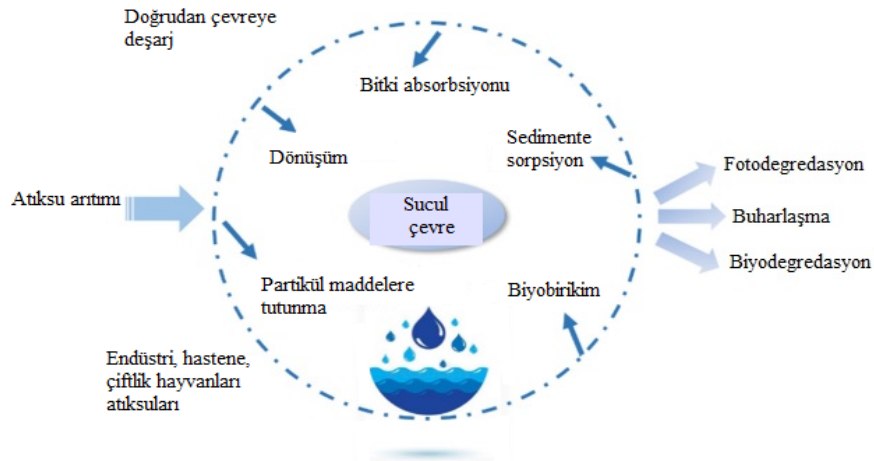 Doğrudan çevreye
deşarj
Bitki absorbsiyonu
Dönüşüm
Sedimente
sorpsiyon
Fotodegredasyon
Atıksu arıtımı
Sucul
çevre
Buharlaşma
Biyodegredasyon
Partikül maddelere
tutunma
Biyobirikim
Endüstri, hastene,
çiftlik hayvanları
atıksuları